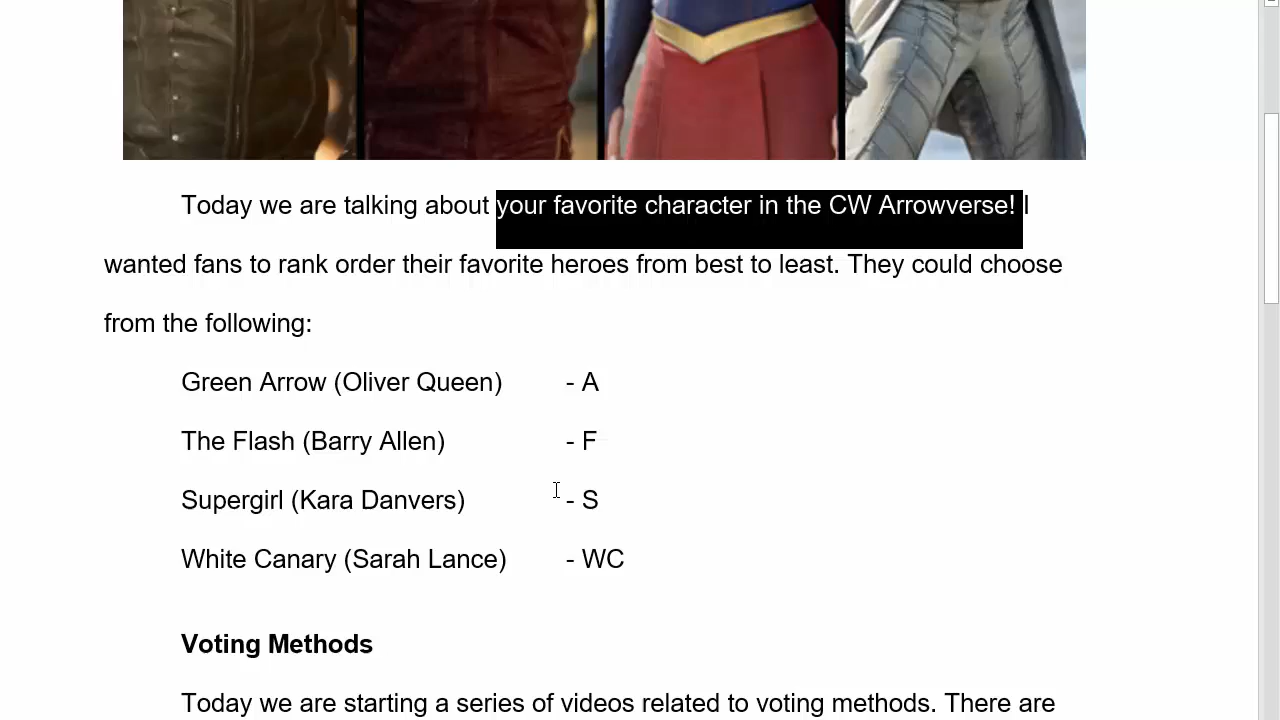 Today we are talking about your favorite character in the CW Arrowverse! I
wanted fans to rank order their favorite heroes from best to least. They could choose
from the following:
Green Arrow (Oliver Queen) - A
The Flash (Barry Allen) - F
Supergirl (Kara Danvers) - S
White Canary (Sarah Lance) - WC
Voting Methods
Today we are starting a series of videos related to voting methods. There are